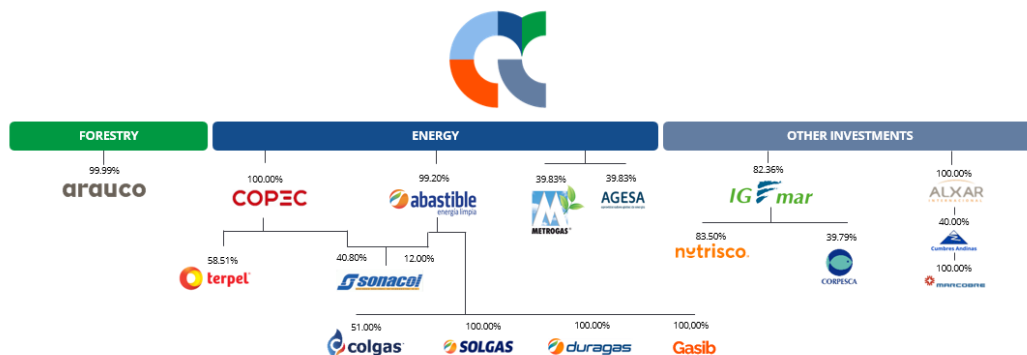 FORESTRY
ENERGY
OTHER INVESTMENTS
99.99%
arauco
100.00%
COPEC
99.20%
abastible
energía limpia
39.83%
METROGAS
39.83%
AGESA
82.36%
IGEmar
100.00%
ALXAR
INTERNATIONAL
58.51%
terpel
40.80%
12.00%
sonacol
83.50%
nutrisco.
39.79%
CORPESCA
40.00%
Cumbres Andinas
100.00%
MARCOBRE
51.00%
colgas
100.00%
SOLGAS
100.00%
duragas
100,00%
Gasib